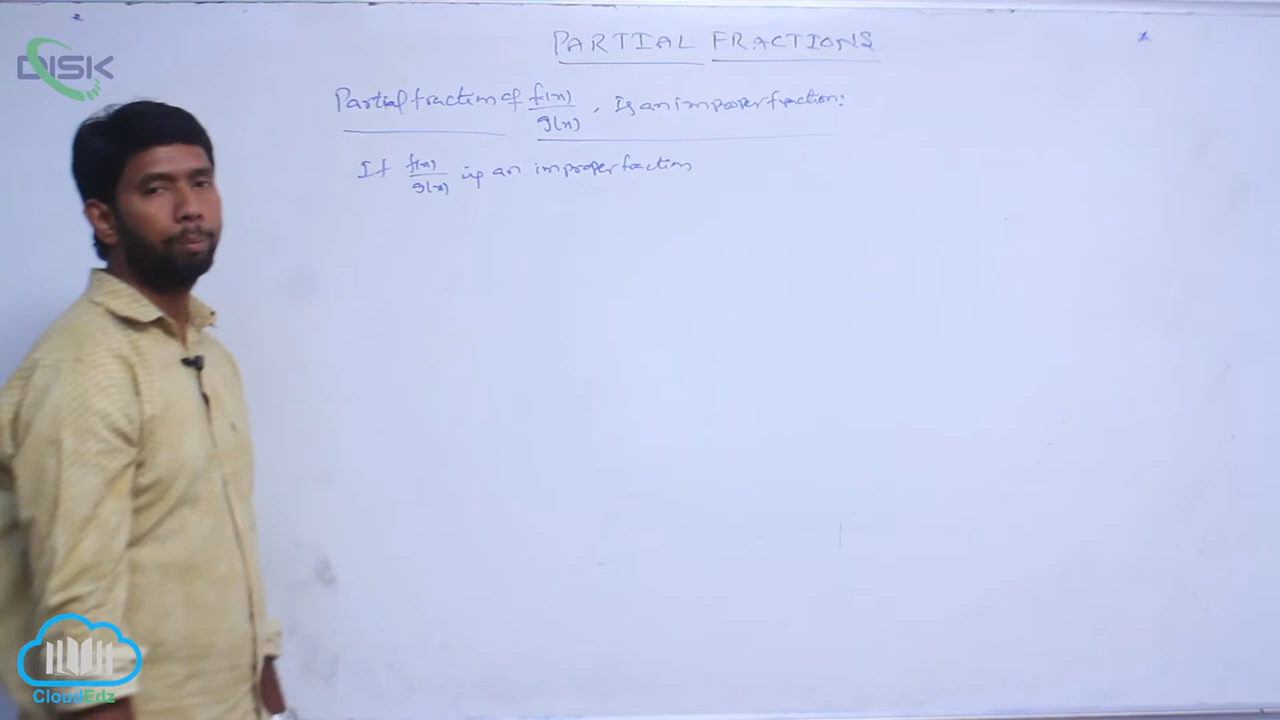 DISK
PARTIAL FRACTIONS
Partial fraction of f(x)/g(x), Is an improper fraction:
If f(x)/g(x) is an improper fraction
CloudEdz